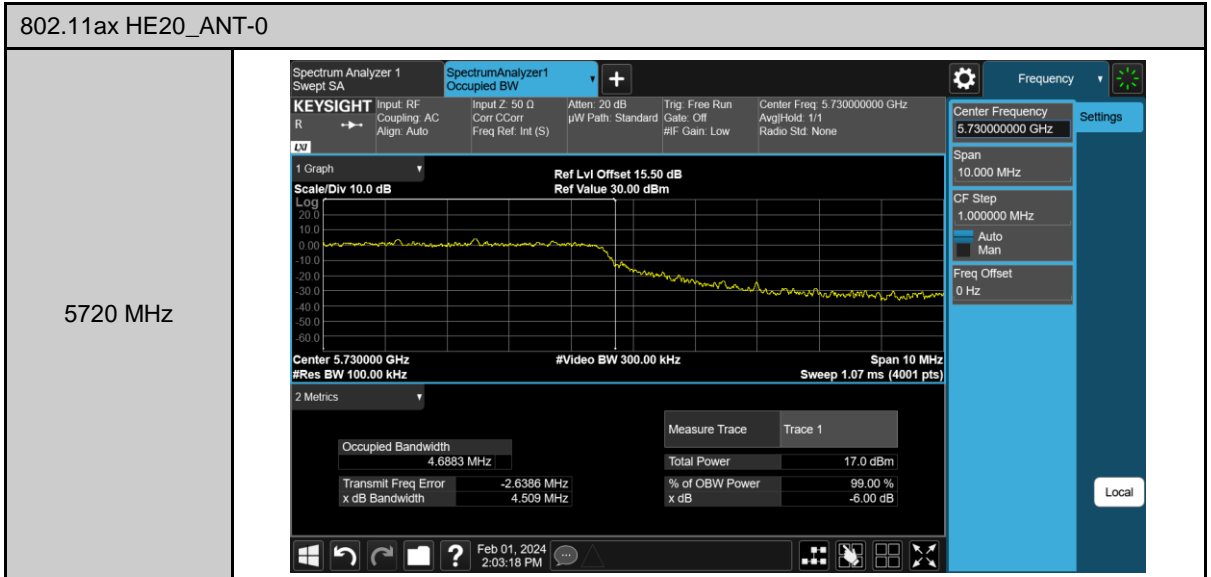 802.11ax HE20_ANT-0
5720 MHz
Spectrum Analyzer 1
Swept SA
SpectrumAnalyzer1
Occupied BW
Frequency
KEYSIGHT
R
LXI
Input: RF
Coupling: AC
Align: Auto
Input Z: 50 Ω
Corr CCorr
Freq Ref: Int (S)
Atten: 20 dB
µW Path: Standard
Trig: Free Run
Gate: Off
#IF Gain: Low
Center Freq: 5.730000000 GHz
Avg|Hold: 1/1
Radio Std: None
Center Frequency
5.730000000 GHz
Settings
Span
10.000 MHz
CF Step
1.000000 MHz
Auto
Man
Freq Offset
0 Hz
Local
1 Graph
Scale/Div 10.0 dB
Ref Lvl Offset 15.50 dB
Ref Value 30.00 dBm
Log
20.0
10.0
0.00
-10.0
-20.0
-30.0
-40.0
-50.0
-60.0
Center 5.730000 GHz
#Video BW 300.00 kHz
Span 10 MHz
#Res BW 100.00 kHz
Sweep 1.07 ms (4001 pts)
2 Metrics
Measure Trace Trace 1
Occupied Bandwidth
4.6883 MHz
Total Power 17.0 dBm
Transmit Freq Error -2.6386 MHz
% of OBW Power 99.00 %
x dB Bandwidth 4.509 MHz
x dB -6.00 dB
?
Feb 01, 2024
2:03:18 PM